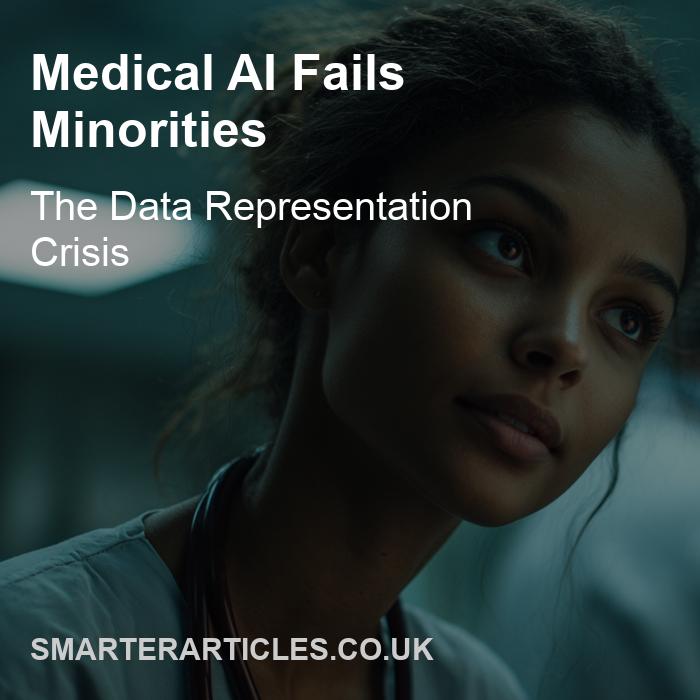 Medical AI Fails
Minorities
The Data Representation
Crisis
SMARTERARTICLES.CO.UK